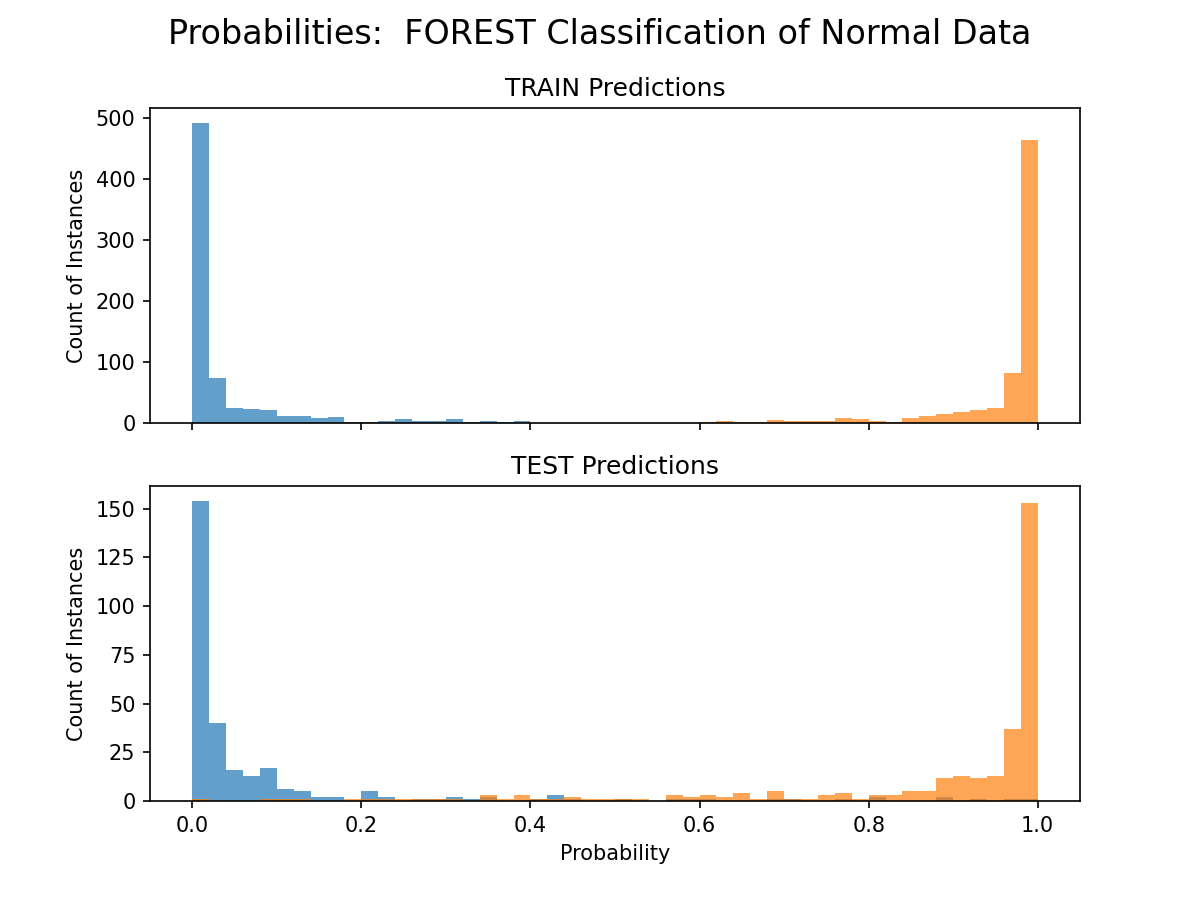 Probabilities:  FOREST Classification of Normal Data
TRAIN Predictions
500
400
300
200
100
0
Count of Instances
TEST Predictions
150
125
100
75
50
25
0
Count of Instances
0.0 0.2 0.4 0.6 0.8 1.0
Probability